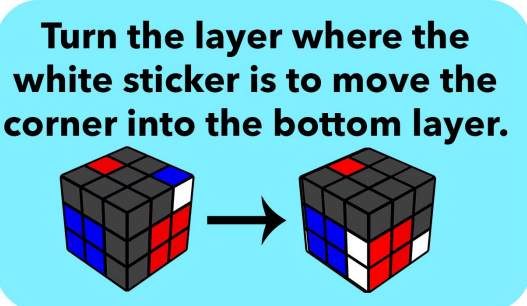 Turn the layer where the
white sticker is to move the
corner into the bottom layer.